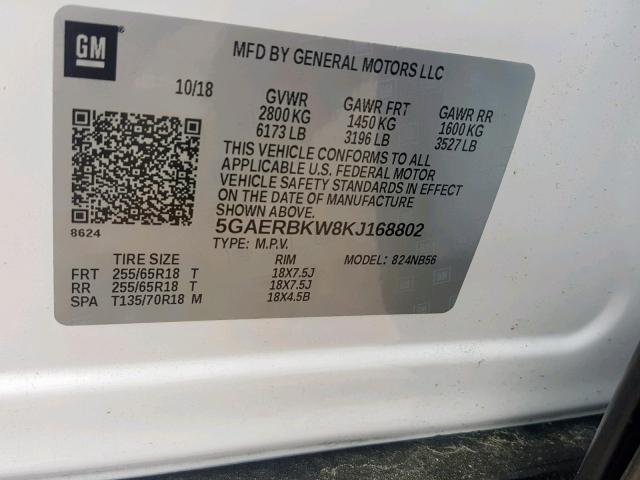 GM
MFD BY GENERAL MOTORS LLC
10/18 GVWR GAWR FRT GAWR RR
2800 KG 1450 KG 1600 KG
6173 LB 3196 LB 3527 LB
THIS VEHICLE CONFORMS TO ALL
APPLICABLE U.S. FEDERAL MOTOR
VEHICLE SAFETY STANDARDS IN EFFECT
ON THE DATE OF MANUFACTURE
SHOWN ABOVE.
8624 5GAERBKW8KJ168802
TYPE: M.P.V. MODEL: 824NB56
TIRE SIZE RIM
FRT 255/65R18 T 18X7.5J
RR 255/65R18 T 18X7.5J
SPA T135/70R18 M 18X4.5B